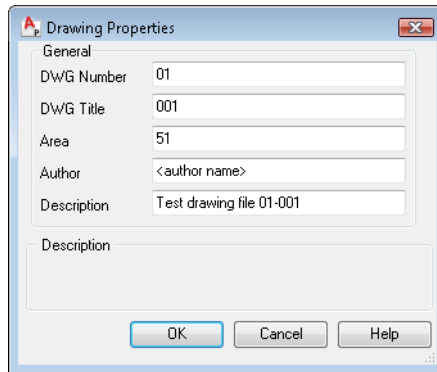 Drawing Properties
General
DWG Number 01
DWG Title 001
Area 51
Author <author name>
Description Test drawing file 01-001
Description
OK Cancel Help